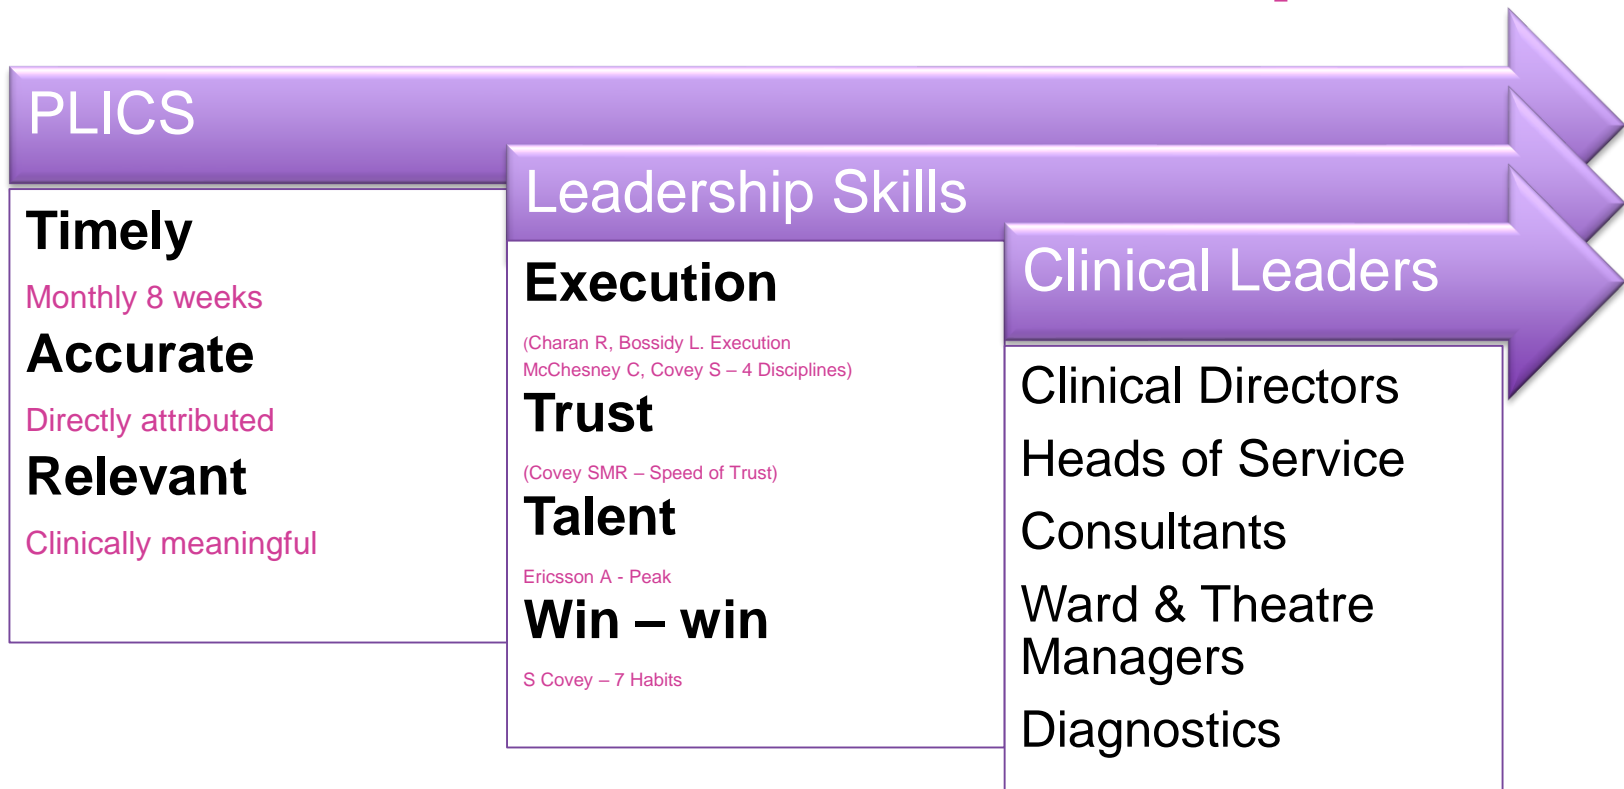 PLICS
Timely
Monthly 8 weeks
Accurate
Directly attributed
Relevant
Clinically meaningful
Leadership Skills
Execution
(Charan R, Bossidy L. Execution
McChesney C, Covey S – 4 Disciplines)
Trust
(Covey SMR – Speed of Trust)
Talent
Ericsson A - Peak
Win – win
S Covey – 7 Habits
Clinical Leaders
Clinical Directors
Heads of Service
Consultants
Ward & Theatre
Managers
Diagnostics